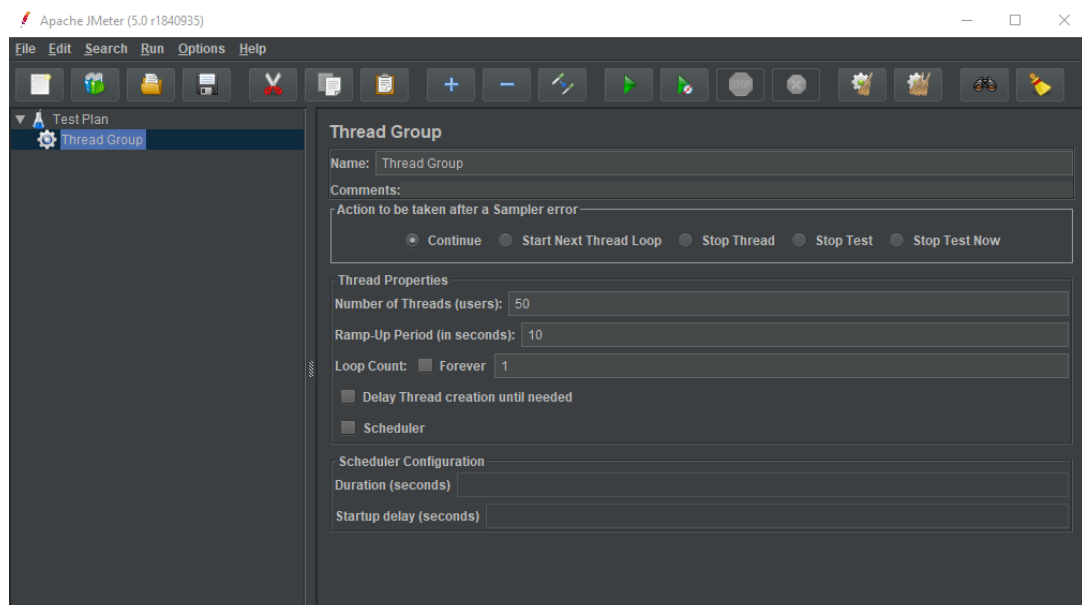 Apache JMeter (5.0 r1840935)
File Edit Search Run Options Help
STOP
Test Plan
Thread Group
Thread Group
Name: Thread Group
Comments:
Action to be taken after a Sampler error
Continue Start Next Thread Loop Stop Thread Stop Test Stop Test Now
Thread Properties
Number of Threads (users): 50
Ramp-Up Period (in seconds): 10
Loop Count: Forever 1
Delay Thread creation until needed
Scheduler
Scheduler Configuration
Duration (seconds)
Startup delay (seconds)